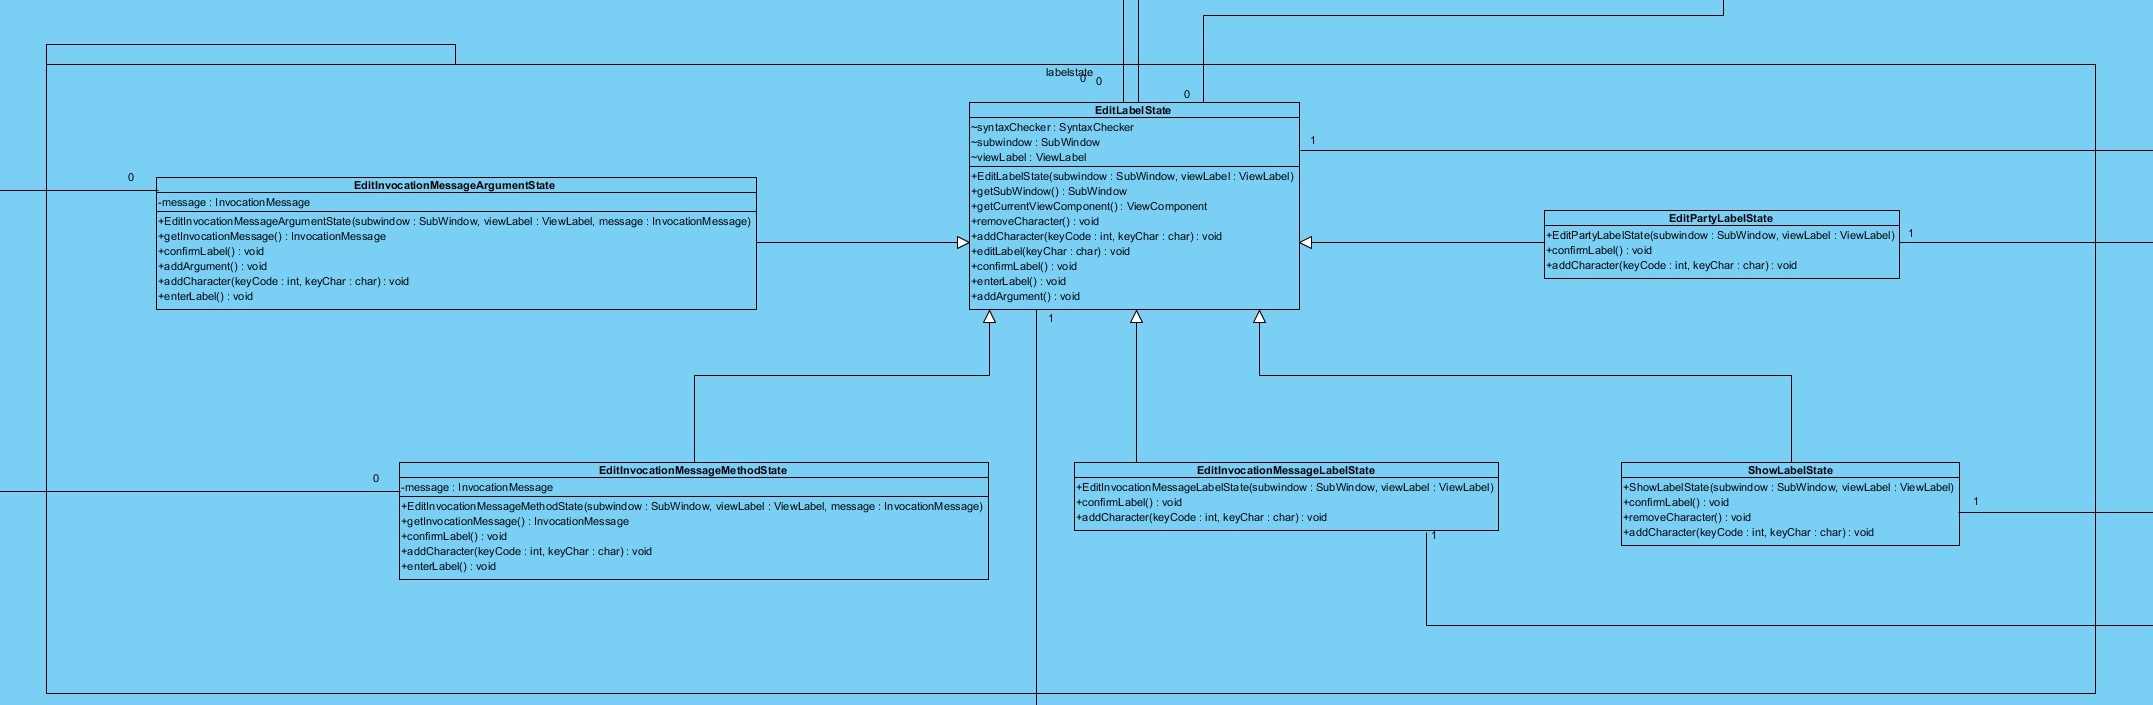 labelstate
0
0
0
EditLabelState
~syntaxChecker : SyntaxChecker
~subwindow : SubWindow
~viewLabel : ViewLabel
+EditLabelState(subwindow : SubWindow, viewLabel : ViewLabel)
+getSubWindow() : SubWindow
+getCurrentViewComponent() : ViewComponent
+removeCharacter() : void
+addCharacter(keyCode : int, keyChar : char) : void
+editLabel(keyChar : char) : void
+confirmLabel() : void
+enterLabel() : void
+addArgument() : void
1
1
0
EditInvocationMessageArgumentState
-message : InvocationMessage
+EditInvocationMessageArgumentState(subwindow : SubWindow, viewLabel : ViewLabel, message : InvocationMessage)
+getInvocationMessage() : InvocationMessage
+confirmLabel() : void
+addArgument() : void
+addCharacter(keyCode : int, keyChar : char) : void
+enterLabel() : void
EditPartyLabelState
+EditPartyLabelState(subwindow : SubWindow, viewLabel : ViewLabel)
+confirmLabel() : void
+addCharacter(keyCode : int, keyChar : char) : void
1
0
EditInvocationMessageMethodState
-message : InvocationMessage
+EditInvocationMessageMethodState(subwindow : SubWindow, viewLabel : ViewLabel, message : InvocationMessage)
+getInvocationMessage() : InvocationMessage
+confirmLabel() : void
+addCharacter(keyCode : int, keyChar : char) : void
+enterLabel() : void
EditInvocationMessageLabelState
+EditInvocationMessageLabelState(subwindow : SubWindow, viewLabel : ViewLabel)
+confirmLabel() : void
+addCharacter(keyCode : int, keyChar : char) : void
1
ShowLabelState
+ShowLabelState(subwindow : SubWindow, viewLabel : ViewLabel)
+confirmLabel() : void
+removeCharacter() : void
+addCharacter(keyCode : int, keyChar : char) : void
1